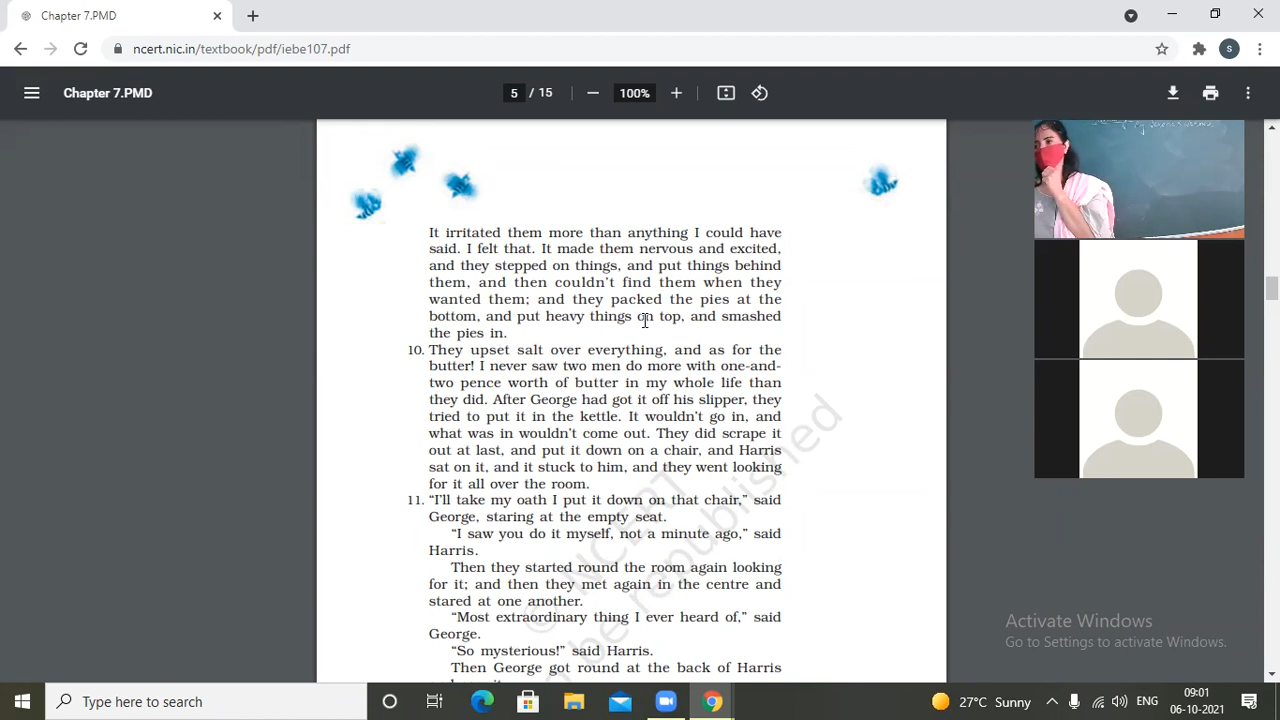 Chapter 7.PMD
ncert.nic.in/textbook/pdf/iebe107.pdf
S
Chapter 7.PMD
5 / 15
100%
It irritated them more than anything I could have
said. I felt that. It made them nervous and excited,
and they stepped on things, and put things behind
them, and then couldn't find them when they
wanted them; and they packed the pies at the
bottom, and put heavy things on top, and smashed
the pies in.
10. They upset salt over everything, and as for the
butter! I never saw two men do more with one-and-
two pence worth of butter in my whole life than
they did. After George had got it off his slipper, they
tried to put it in the kettle. It wouldn't go in, and
what was in wouldn't come out. They did scrape it
out at last, and put it down on a chair, and Harris
sat on it, and it stuck to him, and they went looking
for it all over the room.
11. “I'll take my oath I put it down on that chair,” said
George, staring at the empty seat.
“I saw you do it myself, not a minute ago,” said
Harris.
Then they started round the room again looking
for it; and then they met again in the centre and
stared at one another.
“Most extraordinary thing I ever heard of,” said
George.
“So mysterious!” said Harris.
Then George got round at the back of Harris
© NCERT
be republished
Activate Windows
Go to Settings to activate Windows.
Type here to search
27°C Sunny
ENG
09:01
06-10-2021